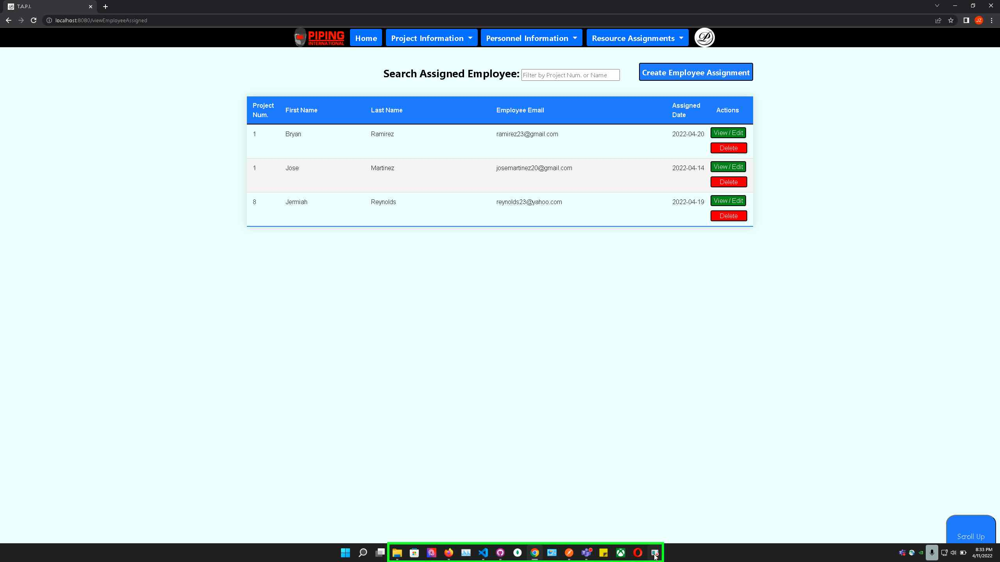 T.A.P.I.
localhost:8080/viewEmployeeAssigned
JZ
PIPING
INTERNATIONAL
Home
Project Information
Personnel Information
Resource Assignments
Search Assigned Employee:
Filter by Project Num. or Name
Create Employee Assignment
Project Num. First Name Last Name Employee Email Assigned Date Actions
1 Bryan Ramirez ramirez23@gmail.com 2022-04-20 View / Edit
Delete
1 Jose Martinez josemartinez20@gmail.com 2022-04-14 View / Edit
Delete
8 Jermiah Reynolds reynolds23@yahoo.com 2022-04-19 View / Edit
Delete
Scroll Up
8:33 PM
4/11/2022